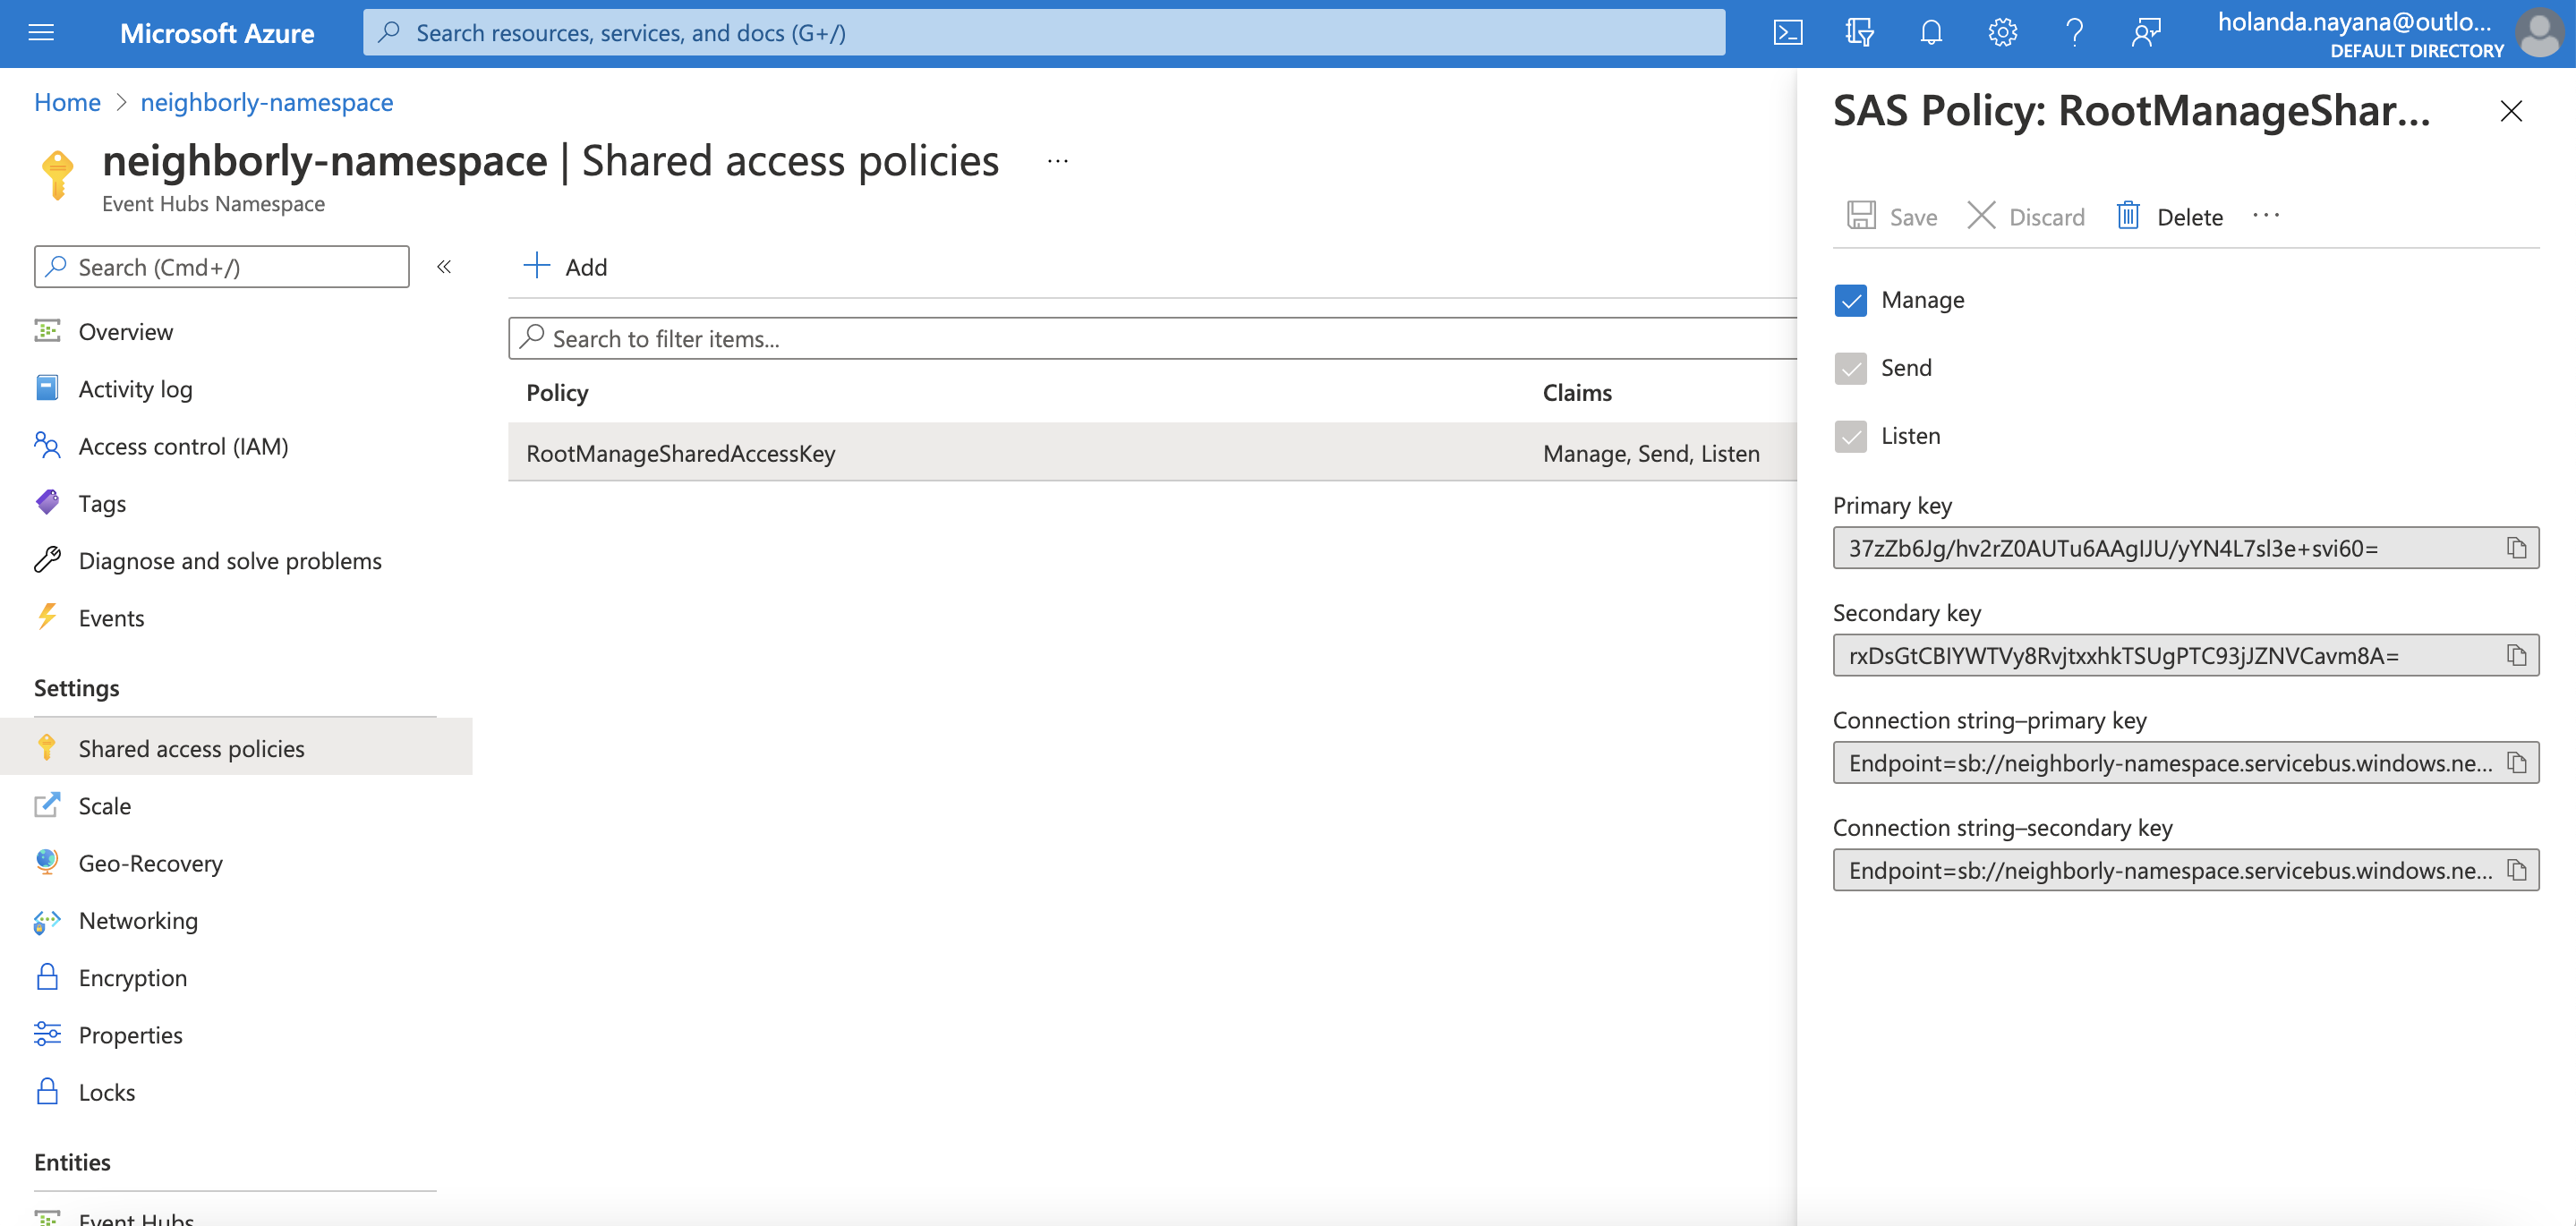 Microsoft Azure
Search resources, services, and docs (G+/)
holanda.nayana@outlo...
DEFAULT DIRECTORY
Home > neighborly-namespace
neighborly-namespace | Shared access policies ...
Event Hubs Namespace
Search (Cmd+/)
«
Overview
Activity log
Access control (IAM)
Tags
Diagnose and solve problems
Events
Settings
Shared access policies
Scale
Geo-Recovery
Networking
Encryption
Properties
Locks
Entities
Event Hubs
Add
Search to filter items...
Policy Claims
RootManageSharedAccessKey Manage, Send, Listen
SAS Policy: RootManageShar...
Save Discard Delete ...
Manage
Send
Listen
Primary key
37zZb6Jg/hv2rZ0AUTu6AAgIJU/yYN4L7sl3e+svi60=
Secondary key
rxDsGtCBIYWTVy8RvjtxxhkTSUgPTC93jJZNVCavm8A=
Connection string–primary key
Endpoint=sb://neighborly-namespace.servicebus.windows.ne...
Connection string–secondary key
Endpoint=sb://neighborly-namespace.servicebus.windows.ne...